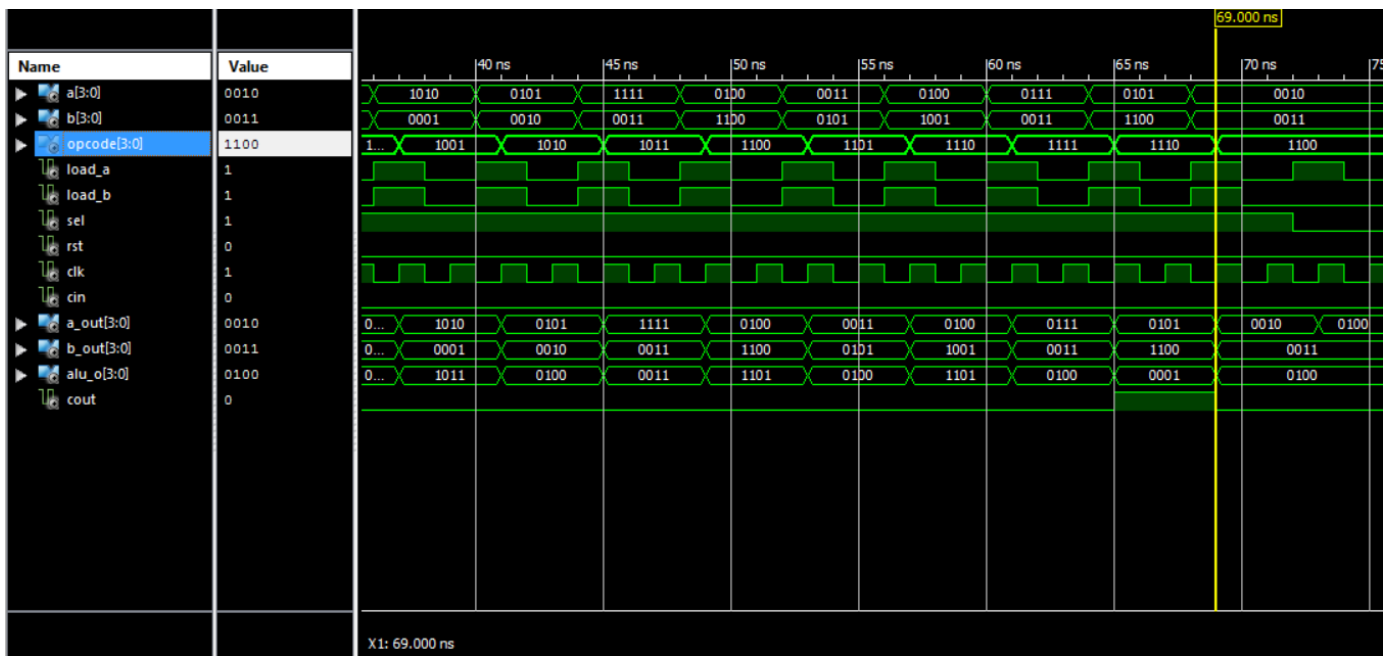 69.000 ns
Name Value 40 ns 45 ns 50 ns 55 ns 60 ns 65 ns 70 ns 75
a[3:0] 0010 1010 0101 1111 0100 0011 0100 0111 0101 0010
b[3:0] 0011 0001 0010 0011 1100 0101 1001 0011 1100 0011
opcode[3:0] 1100 1... 1001 1010 1011 1100 1101 1110 1111 1110 1100
load_a 1
load_b 1
sel 1
rst 0
clk 1
cin 0
a_out[3:0] 0010 0... 1010 0101 1111 0100 0011 0100 0111 0101 0010 0100
b_out[3:0] 0011 0... 0001 0010 0011 1100 0101 1001 0011 1100 0011
alu_o[3:0] 0100 0... 1011 0100 0011 1101 0100 1101 0100 0001 0100
cout 0
X1: 69.000 ns